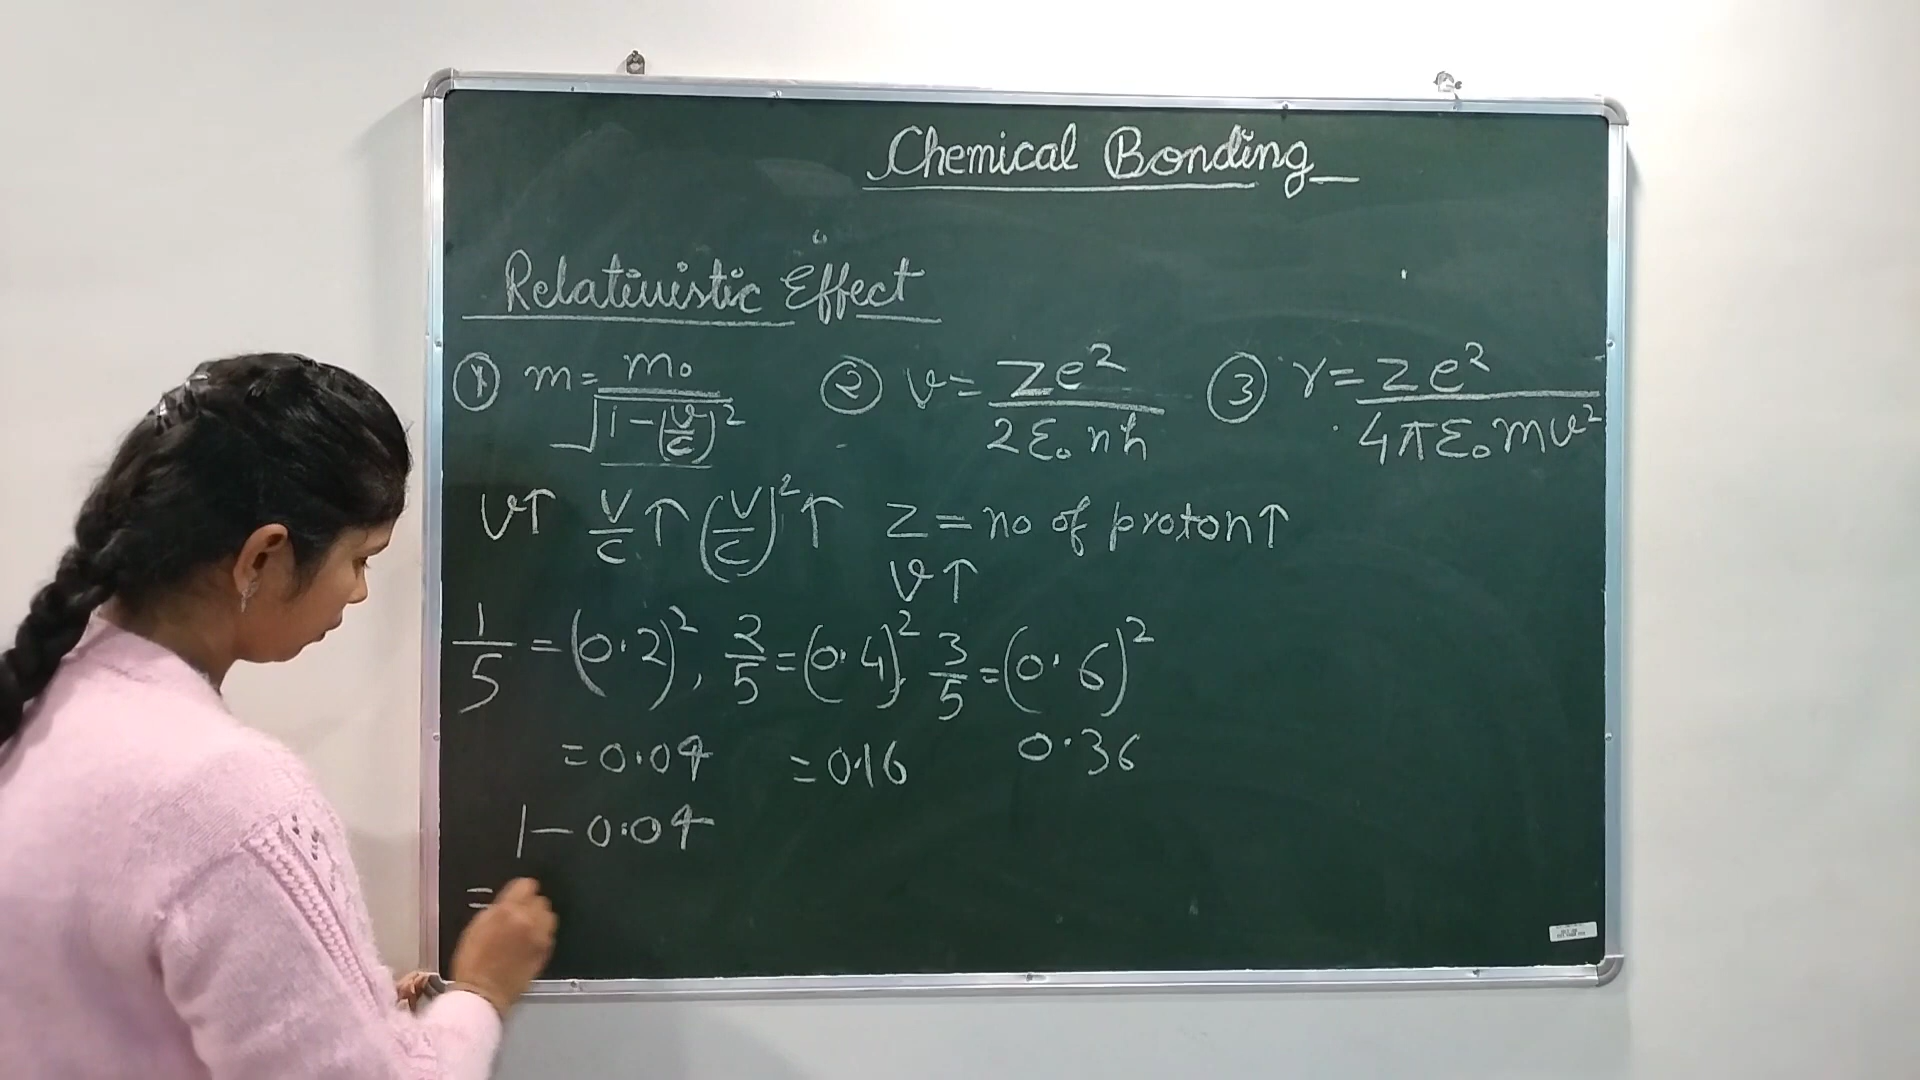 Chemical Bonding
Relativistic Effect
① m = m₀ / √(1 - (v/c)²) ② v = Ze² / 2ε₀nh ③ r = Ze² / 4πε₀mv²
v↑ v/c ↑ (v/c)² ↑ Z = no of proton↑
v↑
1/5 = (0.2)², 2/5 = (0.4)², 3/5 = (0.6)²
= 0.04 = 0.16 0.36
1 - 0.04
=